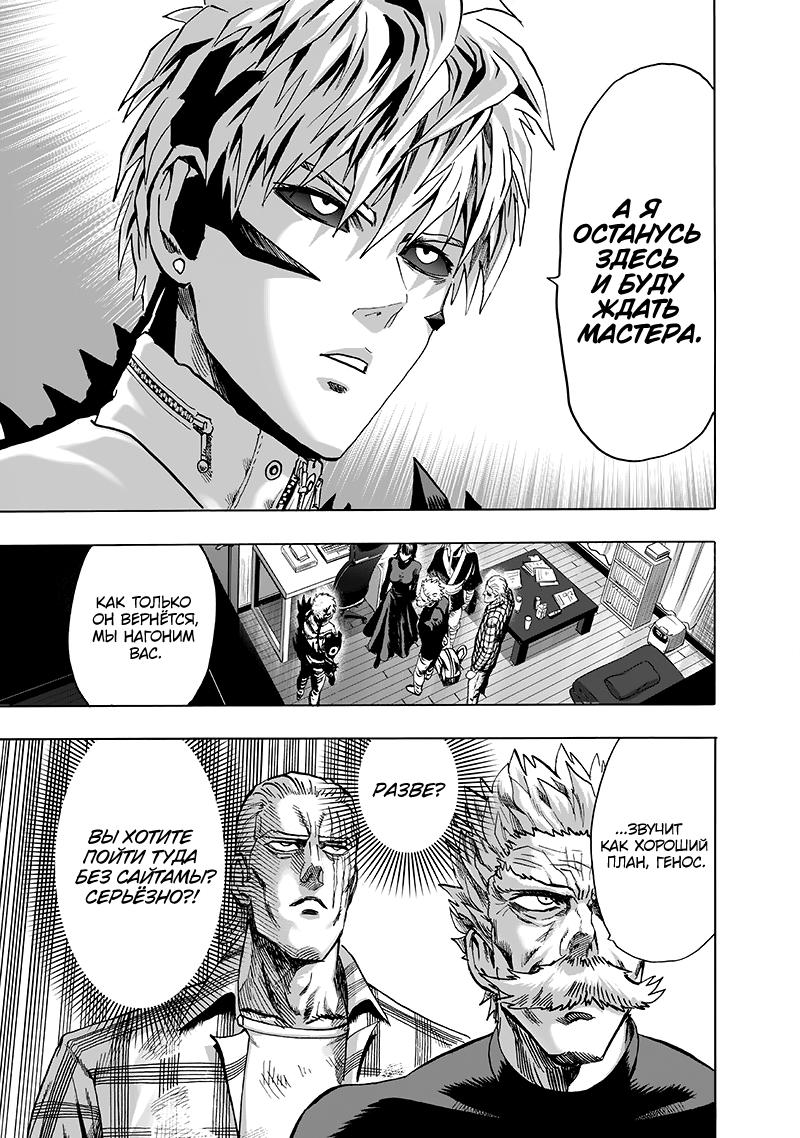 А Я
ОСТАНУСЬ
ЗДЕСЬ
И БУДУ
ЖДАТЬ
МАСТЕРА.
КАК ТОЛЬКО
ОН ВЕРНЁТСЯ,
МЫ НАГОНИМ
ВАС.
...ЗВУЧИТ
КАК ХОРОШИЙ
ПЛАН, ГЕНОС.
РАЗВЕ?
ВЫ ХОТИТЕ
ПОЙТИ ТУДА
БЕЗ САЙТАМЫ?
СЕРЬЁЗНО?!